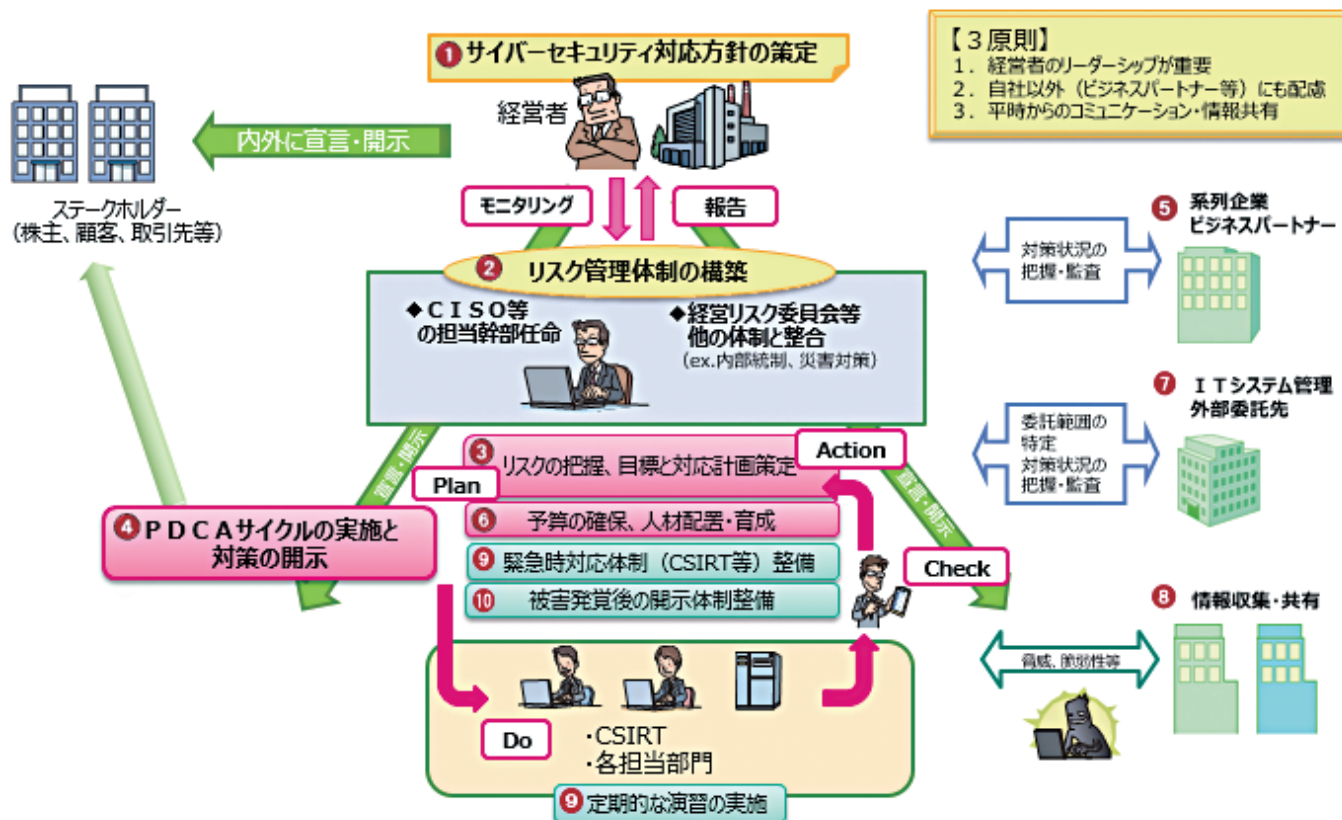 ❶サイバーセキュリティ対応方針の策定
経営者
【３原則】
１．経営者のリーダーシップが重要
２．自社以外（ビジネスパートナー等）にも配慮
３．平時からのコミュニケーション・情報共有
内外に宣言・開示
ステークホルダー
（株主、顧客、取引先等）
モニタリング
報告
❷ リスク管理体制の構築
◆ＣＩＳＯ等
の担当幹部任命
◆経営リスク委員会等
他の体制と整合
（ex.内部統制、災害対策）
❺ 系列企業
ビジネスパートナー
対策状況の
把握・監査
❼ ＩＴシステム管理
外部委託先
委託範囲の
特定
対策状況の
把握・監査
宣言・開示
宣言・開示
Plan
Action
❸ リスクの把握、目標と対応計画策定
❹ＰＤＣＡサイクルの実施と
対策の開示
❻ 予算の確保、人材配置・育成
❾ 緊急時対応体制（CSIRT等）整備
❿ 被害発覚後の開示体制整備
Check
❽ 情報収集・共有
脅威、脆弱性等
Do
・CSIRT
・各担当部門
❾ 定期的な演習の実施